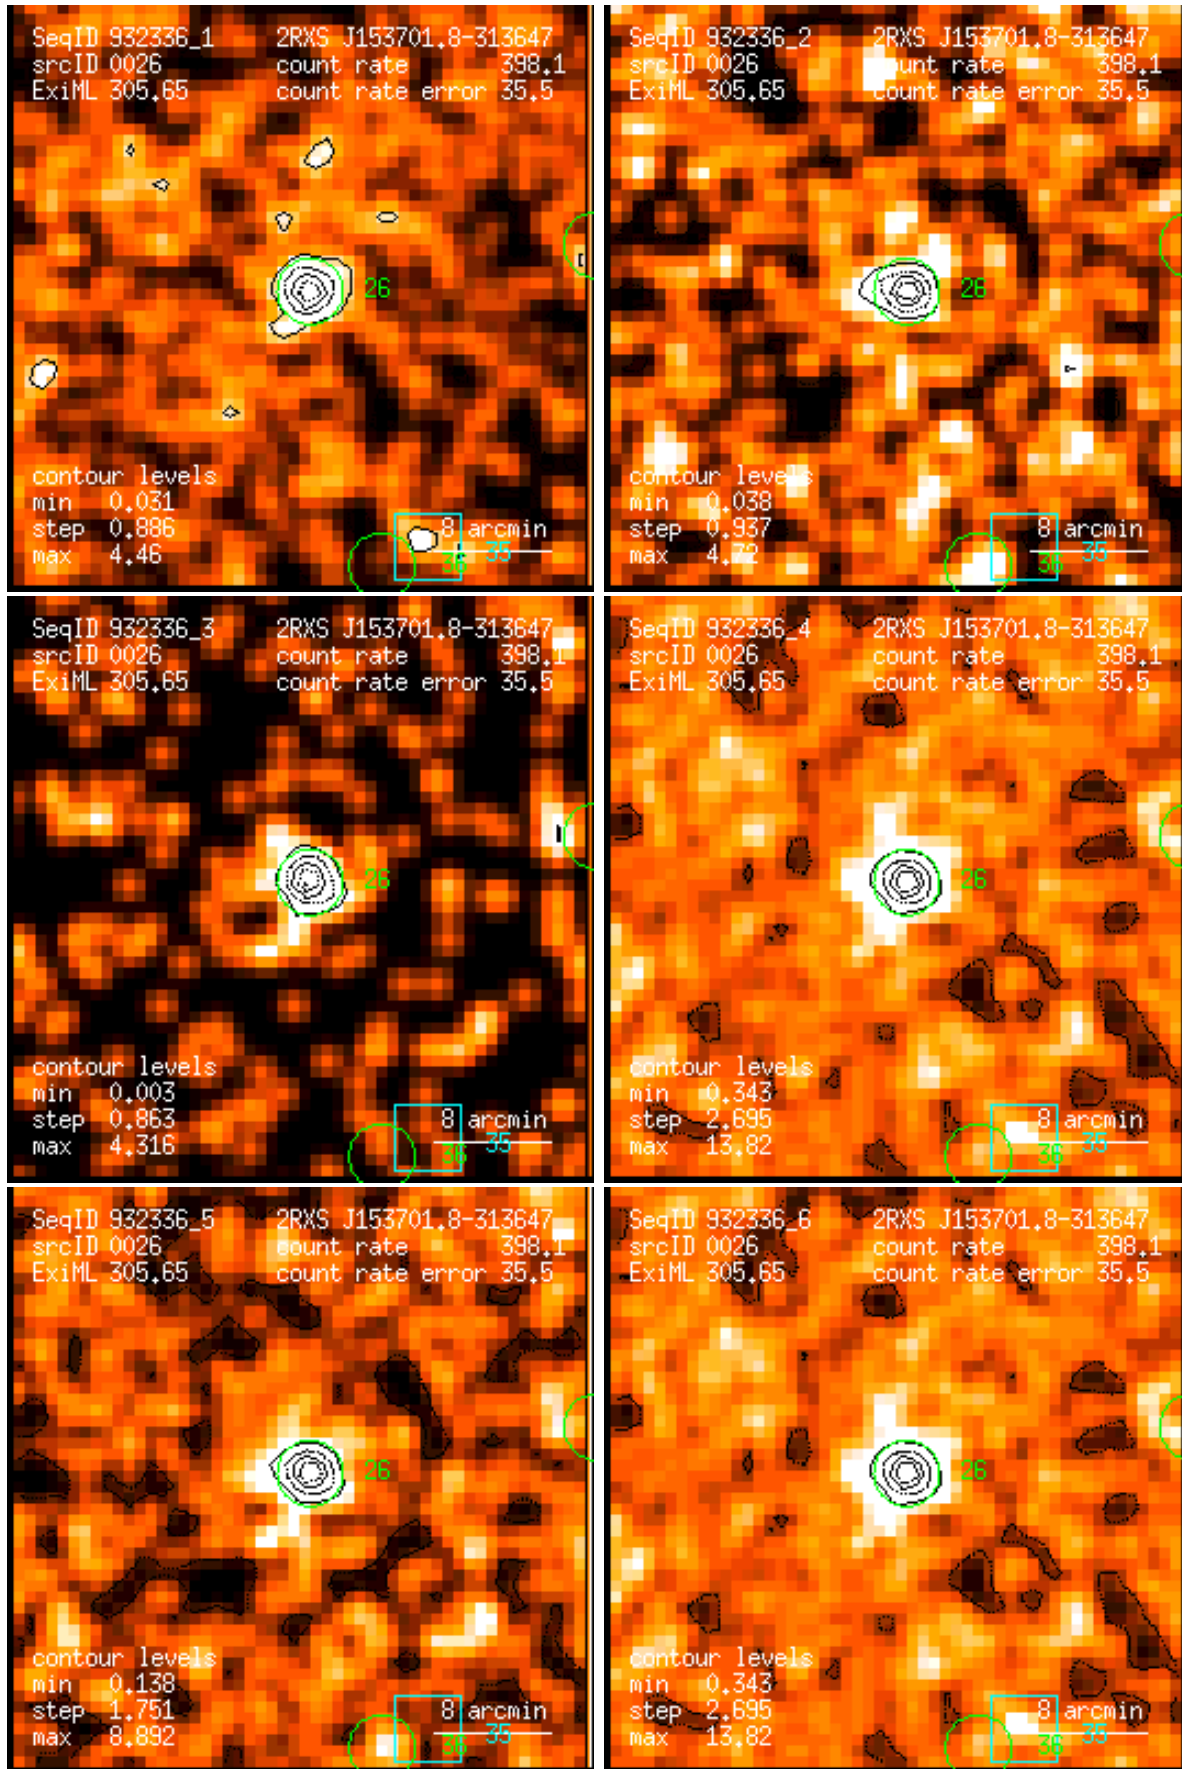 SeqID 932336_1 2RXS J153701.8-313647
srcID 0026 count rate 398.1
ExiML 305.65 count rate error 35.5
26
contour levels
min 0.031
step 0.886 8 arcmin
35
max 4.46 36
SeqID 932336_2 2RXS J153701.8-313647
srcID 0026 count rate 398.1
ExiML 305.65 count rate error 35.5
26
contour levels
min 0.038
step 0.937 8 arcmin
35
max 4.72 36
SeqID 932336_3 2RXS J153701.8-313647
srcID 0026 count rate 398.1
ExiML 305.65 count rate error 35.5
26
contour levels
min 0.003
step 0.863 8 arcmin
35
max 4.316 36
SeqID 932336_4 2RXS J153701.8-313647
srcID 0026 count rate 398.1
ExiML 305.65 count rate error 35.5
26
contour levels
min 0.343
step 2.695 8 arcmin
35
max 13.82 36
SeqID 932336_5 2RXS J153701.8-313647
srcID 0026 count rate 398.1
ExiML 305.65 count rate error 35.5
26
contour levels
min 0.138
step 1.751 8 arcmin
35
max 8.892 36
SeqID 932336_6 2RXS J153701.8-313647
srcID 0026 count rate 398.1
ExiML 305.65 count rate error 35.5
26
contour levels
min 0.343
step 2.695 8 arcmin
35
max 13.82 36